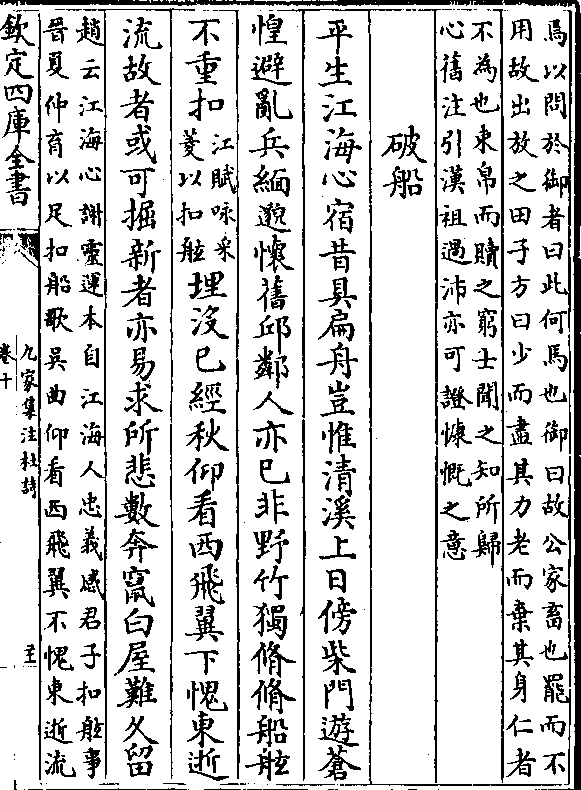 馬以問於御者曰此何馬也御曰故公家畜也罷而不
用故出放之田子方曰少而盡其力老而棄其身仁者
不為也束帛而贖之窮士聞之知所歸
心舊注引漢祖過沛亦可證慷慨之意
破船
平生江海心宿昔具扁舟豈惟清溪上日傍柴門遊蒼
惶避亂兵緬邈懷舊邱鄰人亦已非野竹獨脩脩船舷
不重扣江賦咏采菱以扣舷埋沒已經秋仰看西飛翼下愧東逝
流故者或可掘新者亦易求所悲數奔竄白屋難久留
趙云江海心謝靈運本自江海人忠義感君子扣舷事
晉夏仲育以足扣船歌吳曲仰看西飛翼不愧東逝流
欽定四庫全書
九家集注杜詩
卷十